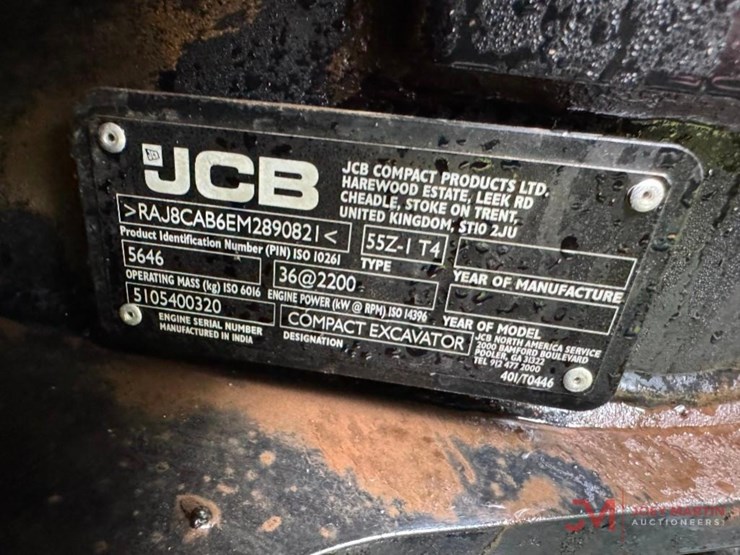 JCB
JCB COMPACT PRODUCTS LTD.
HAREWOOD ESTATE, LEEK RD
CHEADLE, STOKE ON TRENT,
UNITED KINGDOM, ST10 2JU
>RAJ8CAB6EM2890821<
Product Identification Number (PIN) ISO 10261
55Z-1 T4
TYPE
YEAR OF MANUFACTURE
5646
OPERATING MASS (kg) ISO 6016
36@2200
ENGINE POWER (kW @ RPM) ISO 14396
YEAR OF MODEL
5105400320
ENGINE SERIAL NUMBER
MANUFACTURED IN INDIA
COMPACT EXCAVATOR
DESIGNATION
JCB NORTH AMERICA SERVICE
2000 BAMFORD BOULEVARD
POOLER, GA 31322
TEL 912 477 2000
401/T0446
JM
JOEY MARTIN
AUCTIONEERS